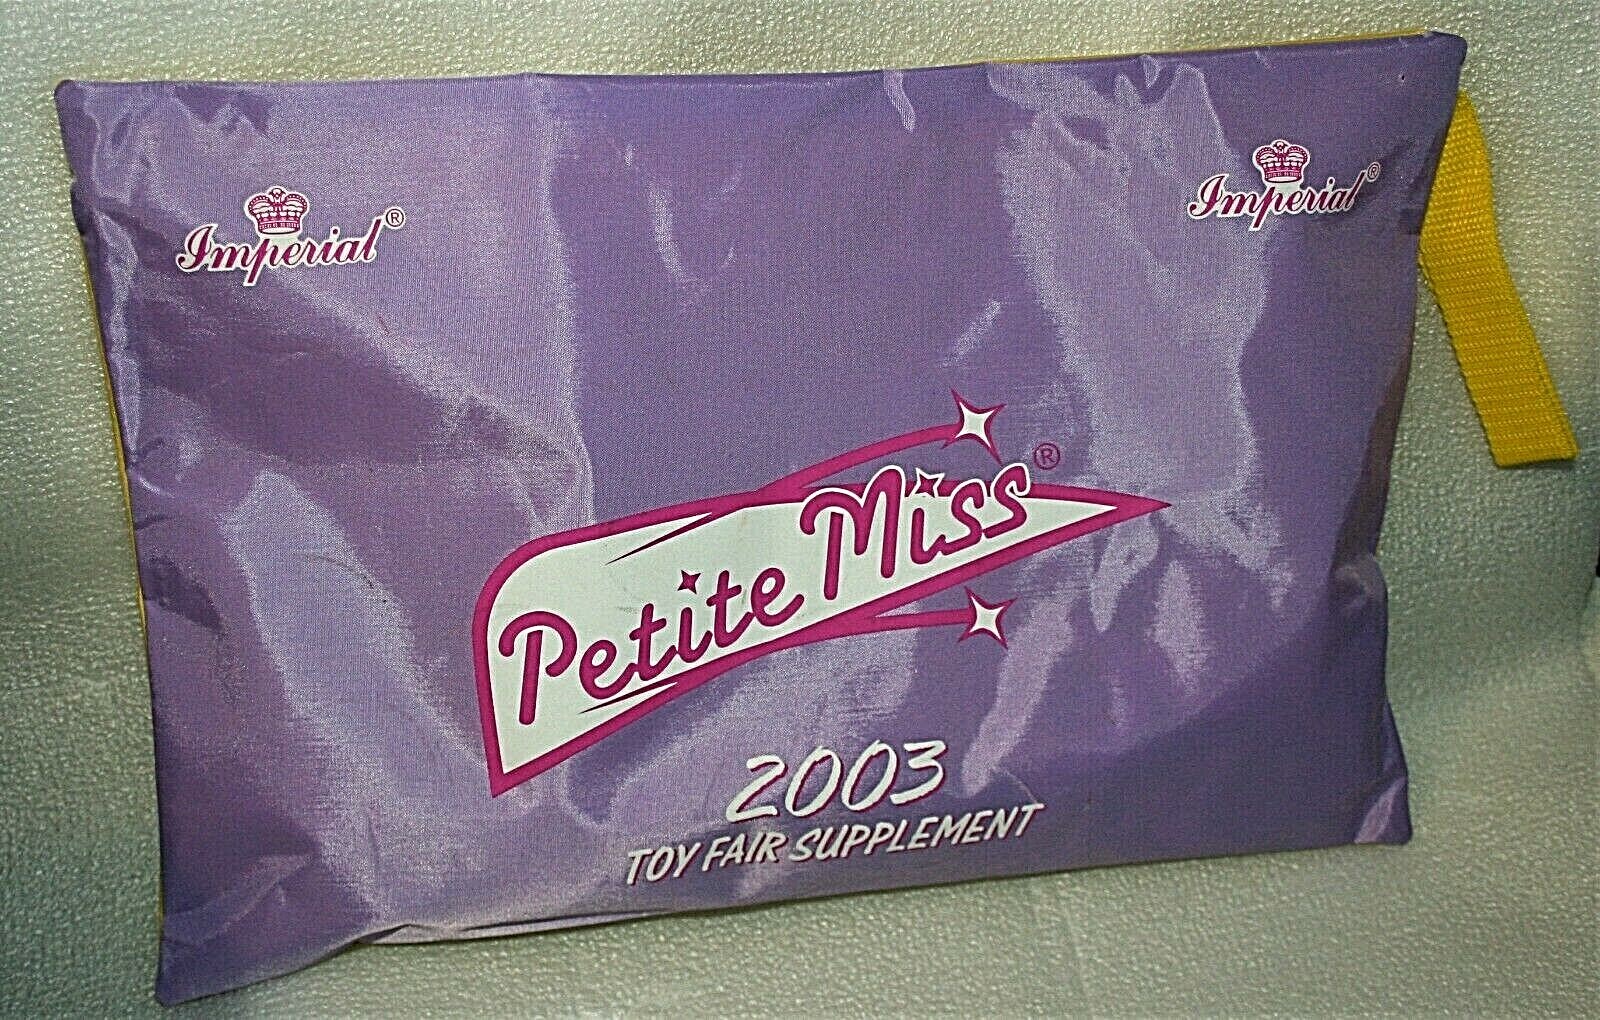 Imperial®
Imperial®
Petite Miss®
2003
TOY FAIR SUPPLEMENT